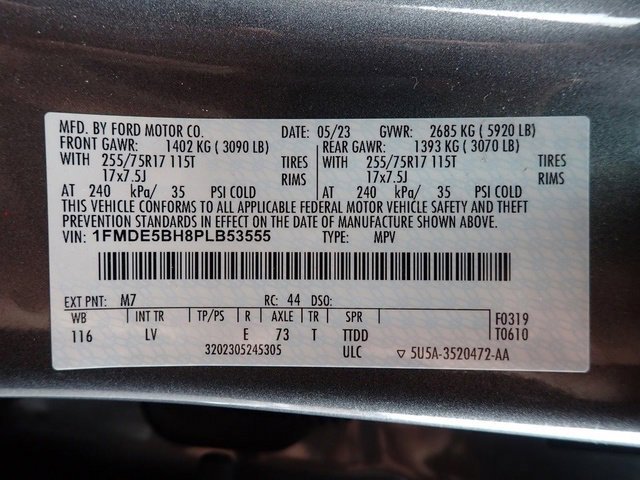 MFD. BY FORD MOTOR CO. DATE: 05/23 GVWR: 2685 KG ( 5920 LB)
FRONT GAWR: 1402 KG ( 3090 LB) REAR GAWR: 1393 KG ( 3070 LB)
WITH 255/75R17 115T TIRES WITH 255/75R17 115T TIRES
17x7.5J RIMS 17x7.5J RIMS
AT 240 kPa/ 35 PSI COLD AT 240 kPa/ 35 PSI COLD
THIS VEHICLE CONFORMS TO ALL APPLICABLE FEDERAL MOTOR VEHICLE SAFETY AND THEFT
PREVENTION STANDARDS IN EFFECT ON THE DATE OF MANUFACTURE SHOWN ABOVE.
VIN: 1FMDE5BH8PLB53555 TYPE: MPV
EXT PNT: M7 RC: 44 DSO:
WB INT TR TP/PS R AXLE TR SPR F0319
116 LV E 73 T TTDD T0610
3202305245305 ULC ▽ 5U5A-3520472-AA